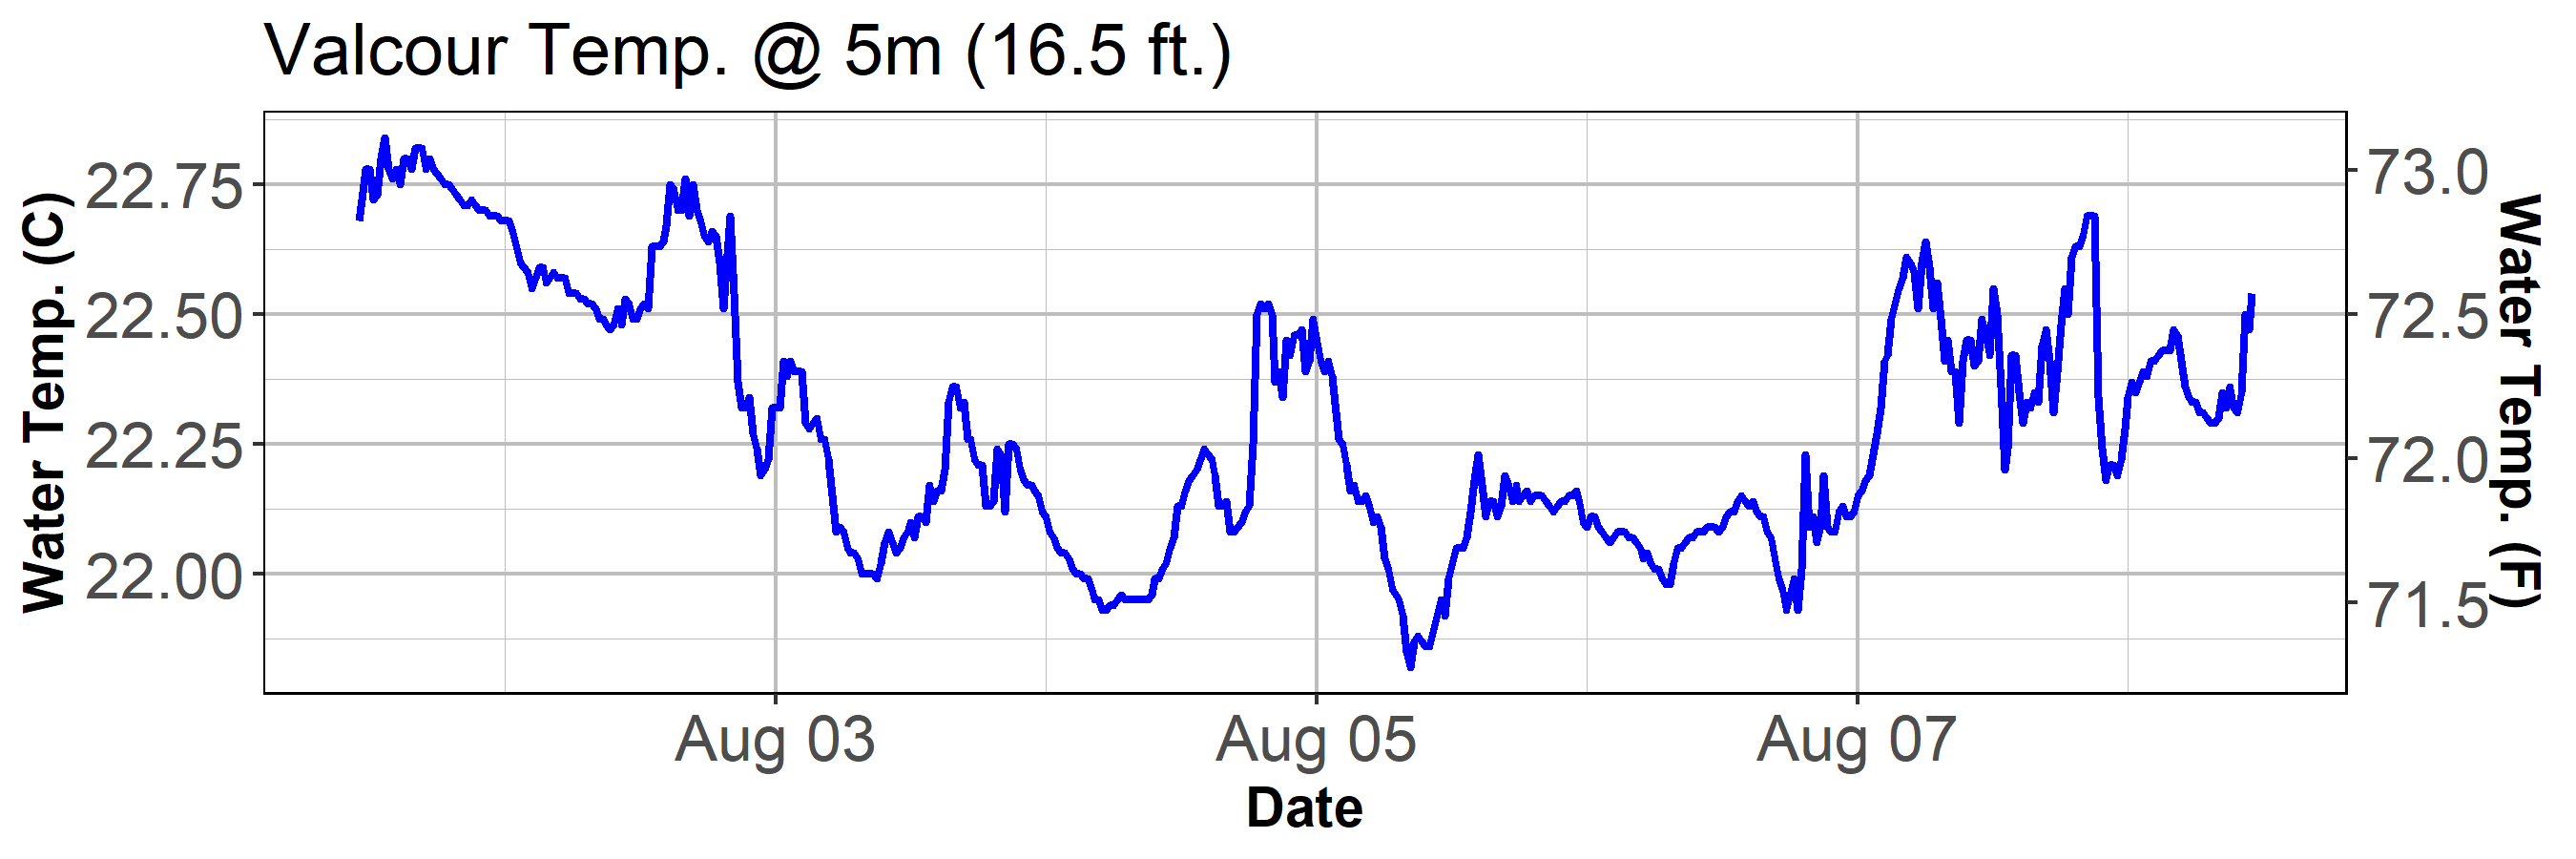 Valcour Temp. @ 5m (16.5 ft.)
Water Temp. (C)
22.75
22.50
22.25
22.00
73.0
72.5
72.0
71.5
Water Temp. (F)
Aug 03
Aug 05
Aug 07
Date